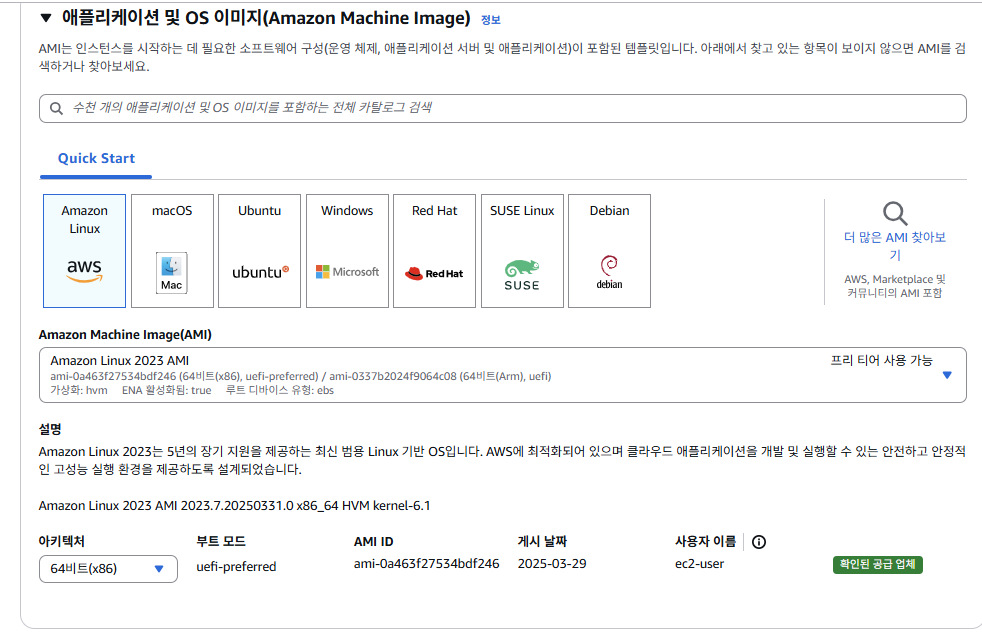 ▼ 애플리케이션 및 OS 이미지(Amazon Machine Image) 정보
AMI는 인스턴스를 시작하는 데 필요한 소프트웨어 구성(운영 체제, 애플리케이션 서버 및 애플리케이션)이 포함된 템플릿입니다. 아래에서 찾고 있는 항목이 보이지 않으면 AMI를 검
색하거나 찾아보세요.
수천 개의 애플리케이션 및 OS 이미지를 포함하는 전체 카탈로그 검색
Quick Start
Amazon
Linux
aws
macOS
Mac
Ubuntu
ubuntu
Windows
Microsoft
Red Hat
Red Hat
SUSE Linux
SUSE
Debian
debian
더 많은 AMI 찾아보
기
AWS, Marketplace 및
커뮤니티의 AMI 포함
Amazon Machine Image(AMI)
Amazon Linux 2023 AMI 프리 티어 사용 가능
ami-0a463f27534bdf246 (64비트(x86), uefi-preferred) / ami-0337b2024f9064c08 (64비트(Arm), uefi)
가상화: hvm ENA 활성화됨: true 루트 디바이스 유형: ebs
설명
Amazon Linux 2023는 5년의 장기 지원을 제공하는 최신 범용 Linux 기반 OS입니다. AWS에 최적화되어 있으며 클라우드 애플리케이션을 개발 및 실행할 수 있는 안전하고 안정적
인 고성능 실행 환경을 제공하도록 설계되었습니다.
Amazon Linux 2023 AMI 2023.7.20250331.0 x86_64 HVM kernel-6.1
아키텍처 부트 모드 AMI ID 게시 날짜 사용자 이름
64비트(x86) uefi-preferred ami-0a463f27534bdf246 2025-03-29 ec2-user 확인된 공급 업체